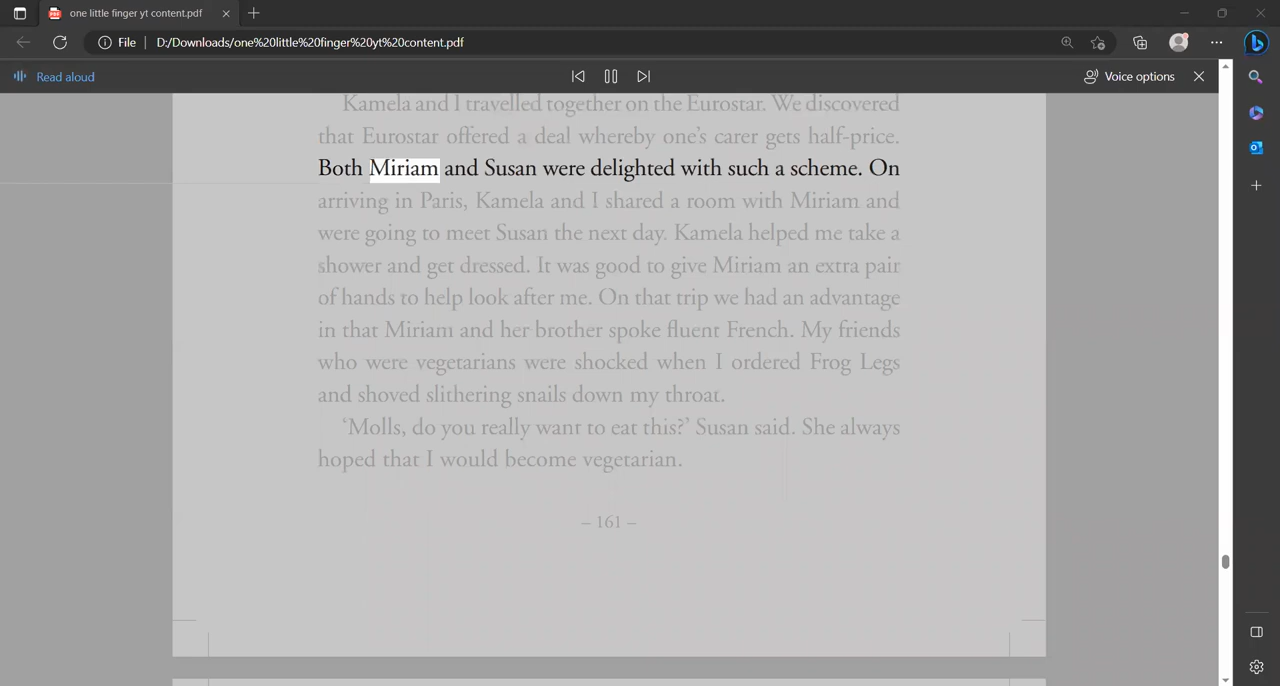 one little finger yt content.pdf
File D:/Downloads/one%20little%20finger%20yt%20content.pdf
Read aloud Voice options
Kamela and I travelled together on the Eurostar. We discovered
that Eurostar offered a deal whereby one's carer gets half-price.
Both Miriam and Susan were delighted with such a scheme. On
arriving in Paris, Kamela and I shared a room with Miriam and
were going to meet Susan the next day. Kamela helped me take a
shower and get dressed. It was good to give Miriam an extra pair
of hands to help look after me. On that trip we had an advantage
in that Miriam and her brother spoke fluent French. My friends
who were vegetarians were shocked when I ordered Frog Legs
and shoved slithering snails down my throat.
‘Molls, do you really want to eat this?’ Susan said. She always
hoped that I would become vegetarian.
– 161 –